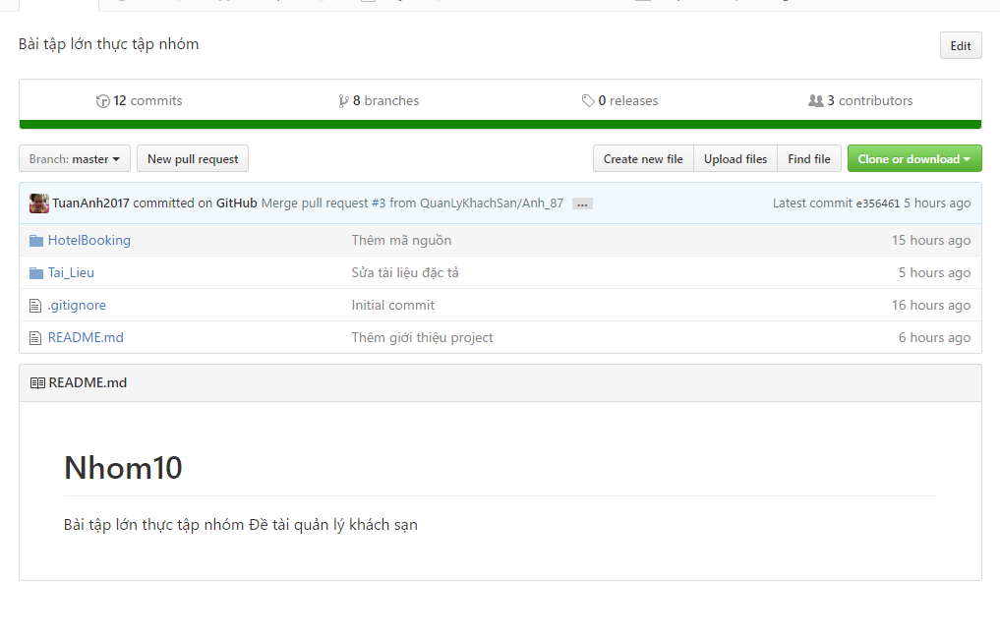 Bài tập lớn thực tập nhóm Edit
12 commits 8 branches 0 releases 3 contributors
Branch: master New pull request Create new file Upload files Find file Clone or download
TuanAnh2017 committed on GitHub Merge pull request #3 from QuanLyKhachSan/Anh_87 ... Latest commit e356461 5 hours ago
HotelBooking Thêm mã nguồn 15 hours ago
Tai_Lieu Sửa tài liệu đặc tả 5 hours ago
.gitignore Initial commit 16 hours ago
README.md Thêm giới thiệu project 6 hours ago
README.md
Nhom10
Bài tập lớn thực tập nhóm Đề tài quản lý khách sạn